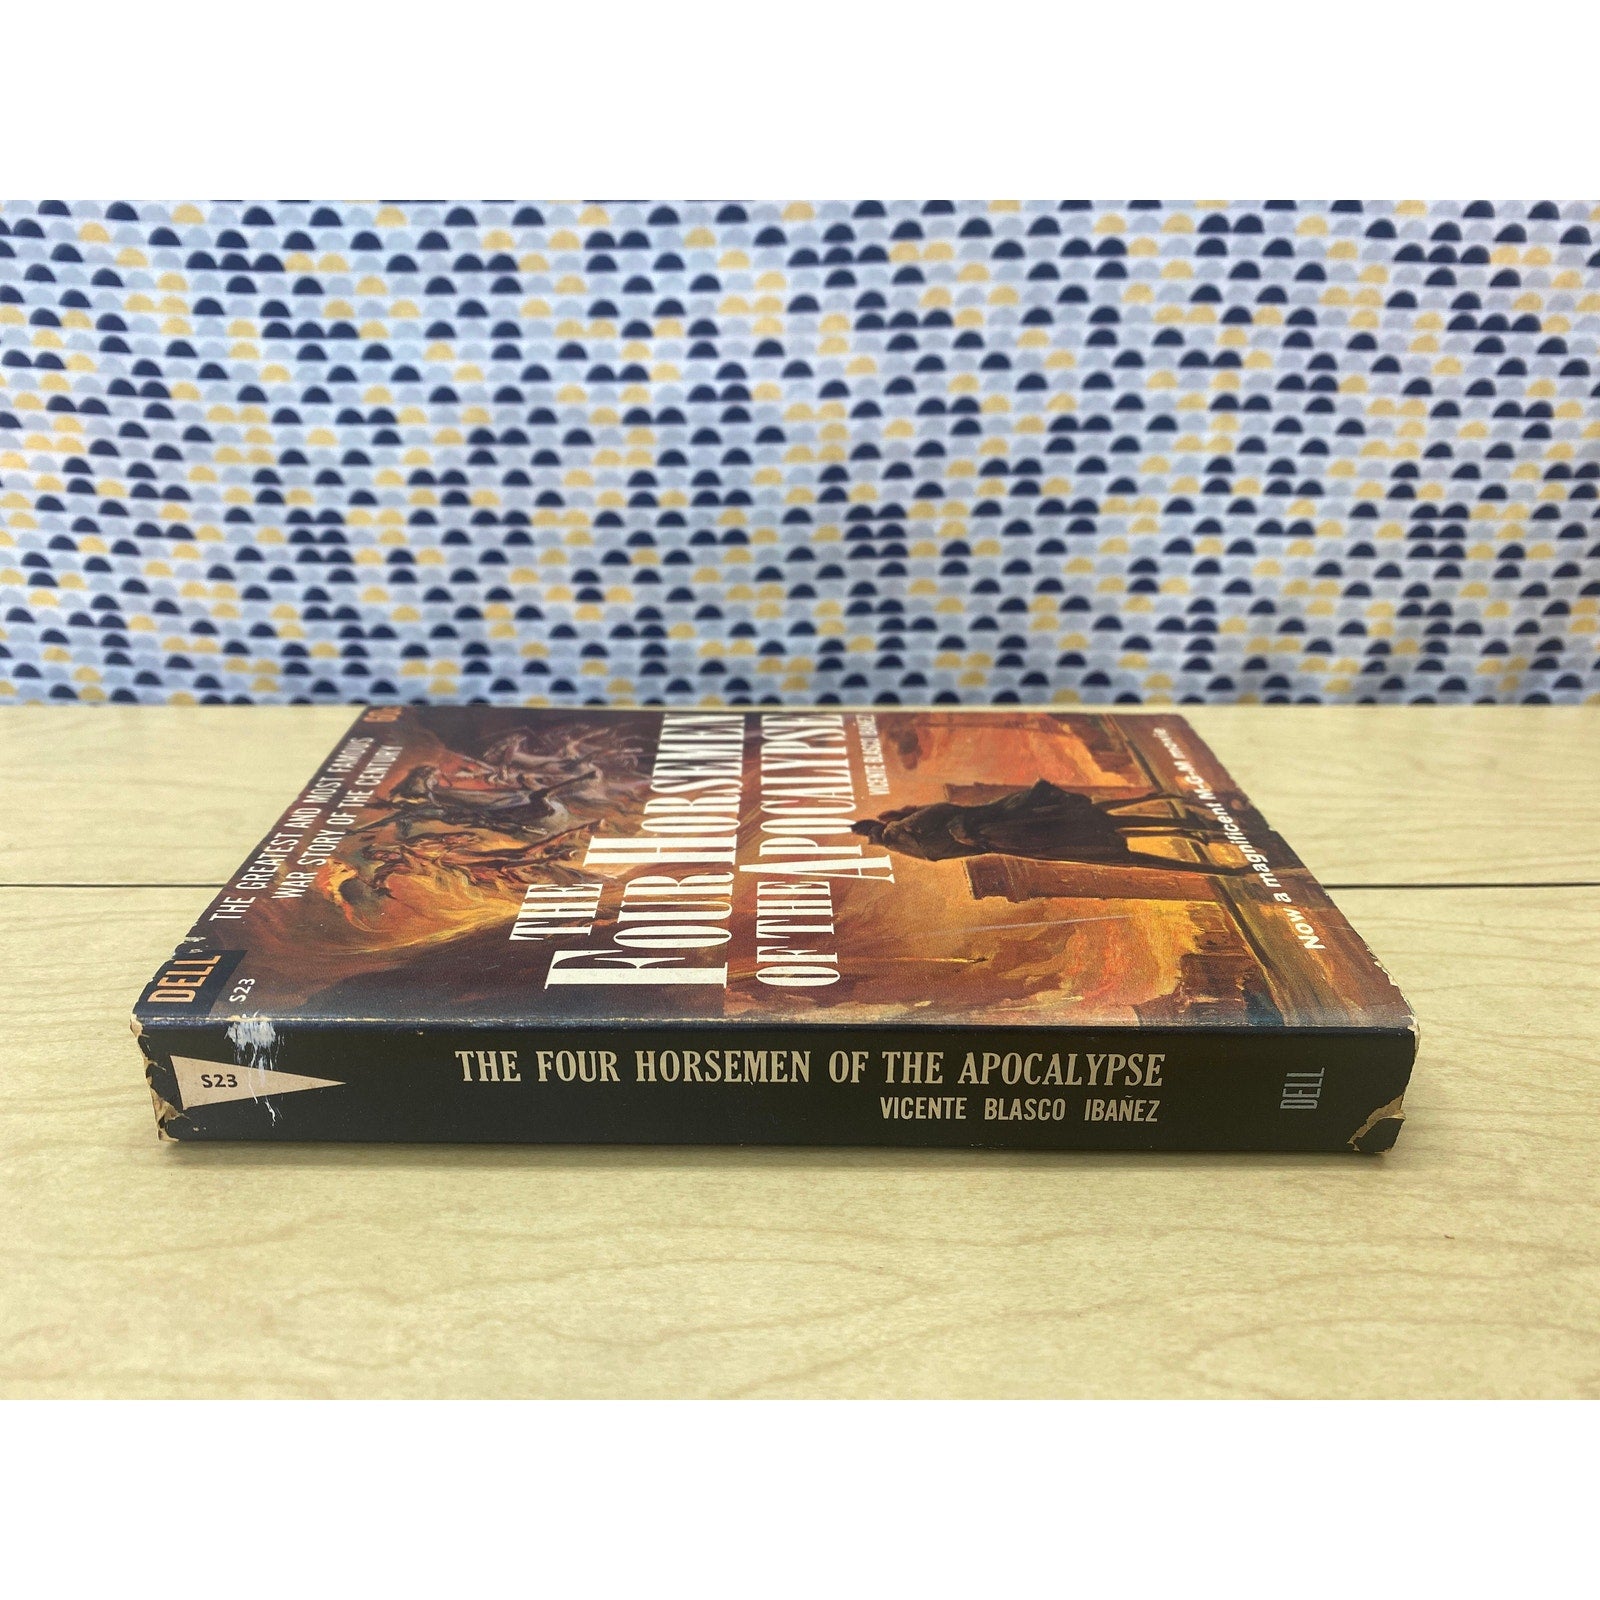 THE GREATEST AND MOST FAMOUS
WAR STORY OF THE CENTURY
DELL
S23
THE
FOUR HORSEMEN
OF THE APOCALYPSE
VICENTE BLASCO IBAÑEZ
Now a magnificent M-G-M movie
S23
THE FOUR HORSEMEN OF THE APOCALYPSE
VICENTE BLASCO IBAÑEZ
DELL